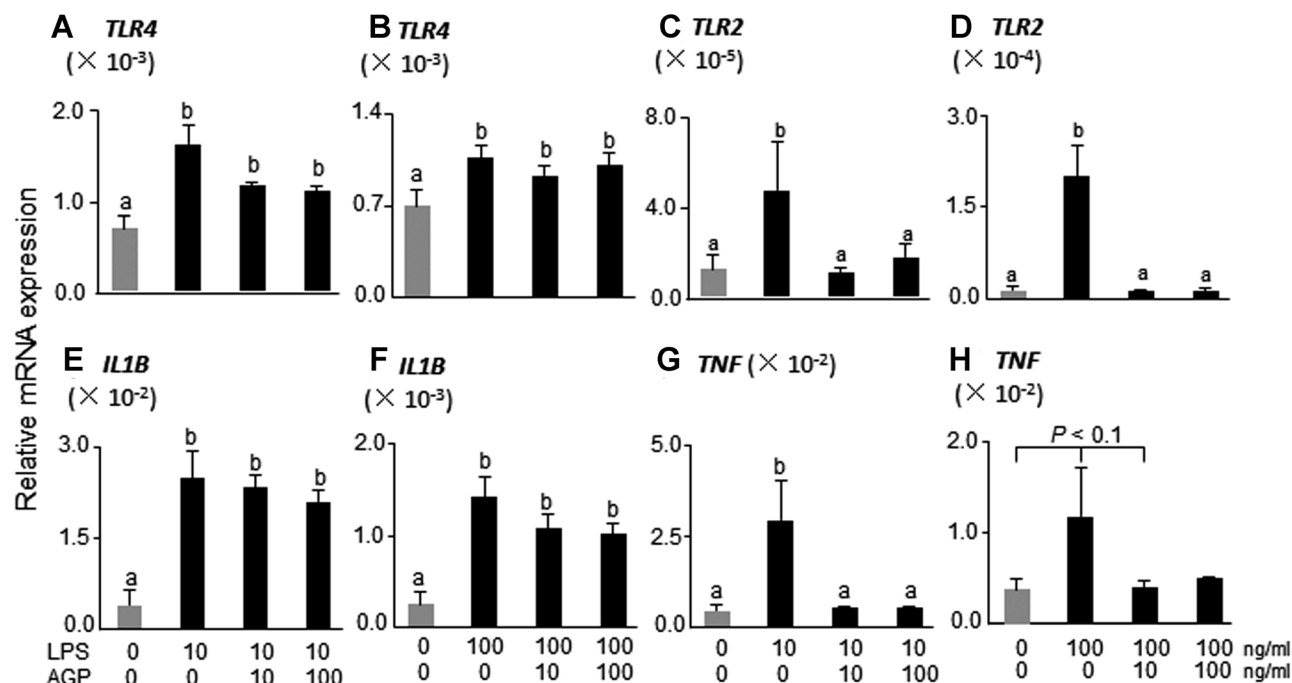 A TLR4 (× 10-3)
B TLR4 (× 10-3)
C TLR2 (× 10-5)
D TLR2 (× 10-4)
Relative mRNA expression
2.0 1.0 0.0
a b b b
1.4 0.7 0.0
a b b b
8.0 4.0 0.0
a b a a
3.0 1.5 0.0
a b a a
E IL1B (× 10-2)
F IL1B (× 10-3)
G TNF (× 10-2)
H TNF (× 10-2)
3.0 1.5 0.0
a b b b
2.0 1.0 0.0
a b b b
5.0 2.5 0.0
a b a a
2.0 1.0 0.0
P < 0.1
LPS 0 10 10 10 0 100 100 100 0 10 10 10 0 100 100 100 ng/ml
AGP 0 0 10 100 0 0 10 100 0 0 10 100 0 0 10 100 ng/ml